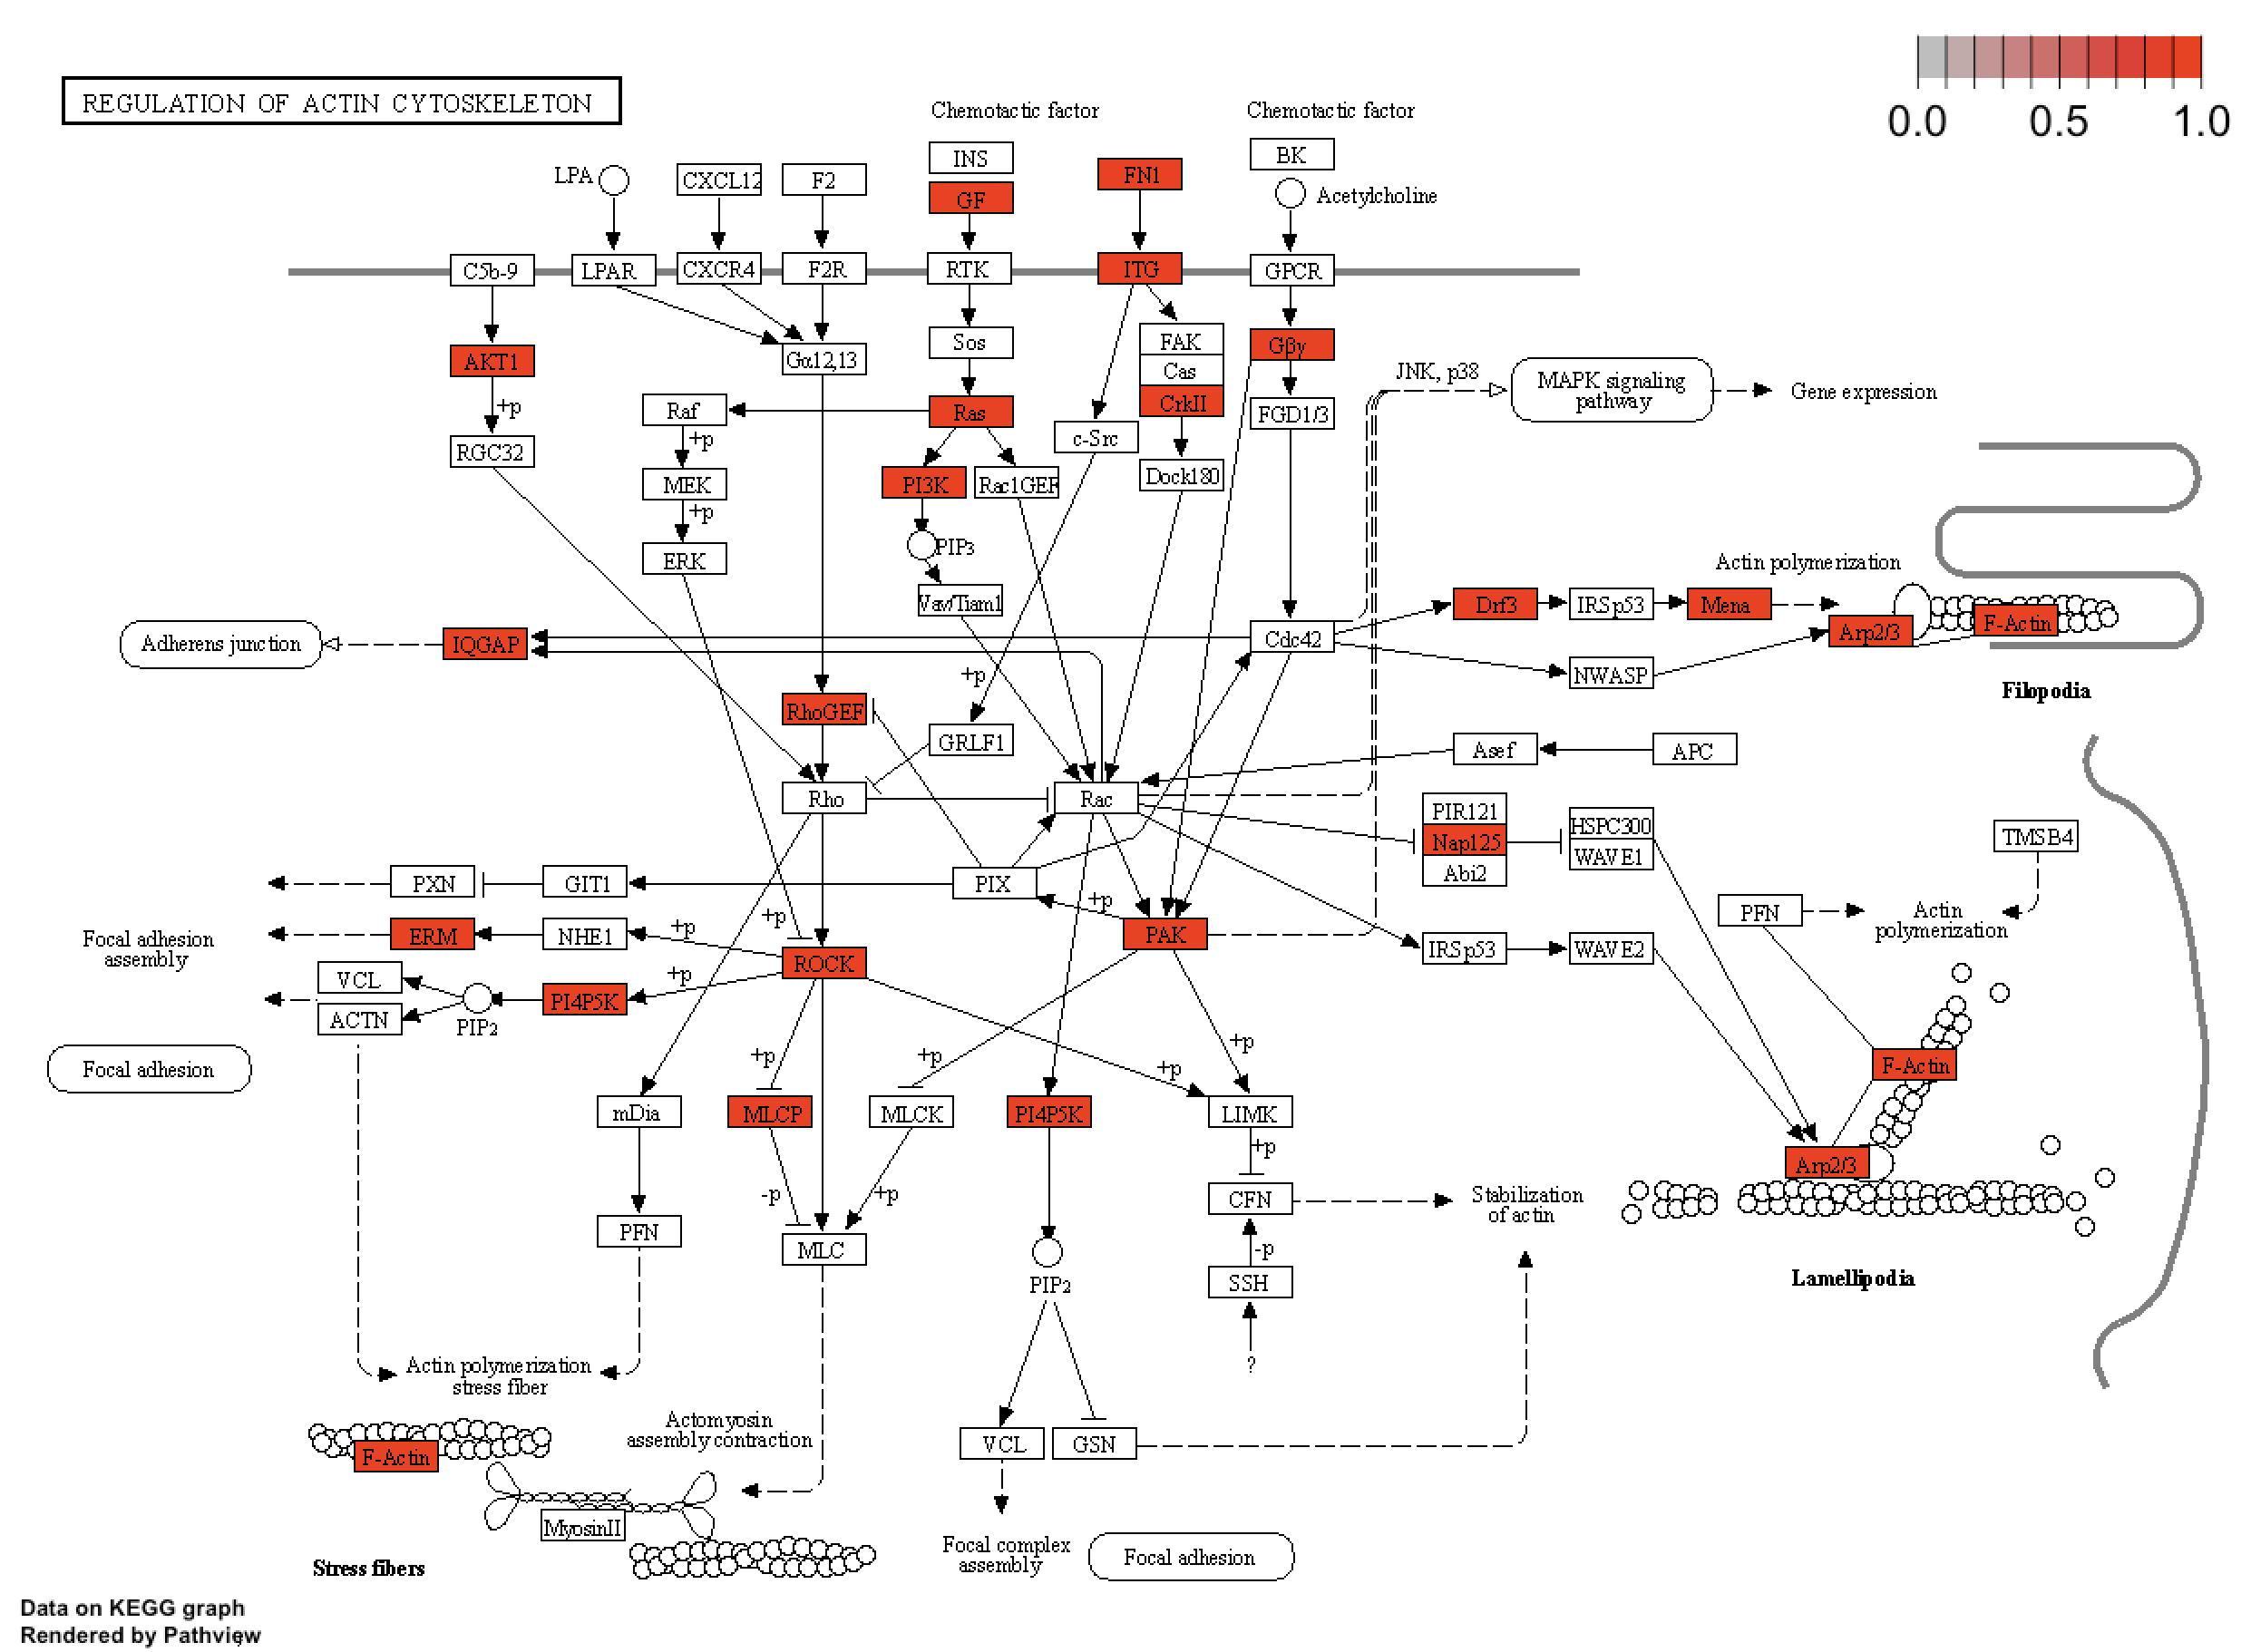 REGULATION OF ACTIN CYTOSKELETON
0.0 0.5 1.0
Chemotactic factor
Chemotactic factor
INS
BK
LPA
CXCL12
F2
GF
FN1
Acetylcholine
C5b-9
LPAR
CXCR4
F2R
RTK
ITG
GPCR
AKT1
Gα12,13
Sos
FAK
Cas
CrkII
Gβγ
JNK, p38
MAPK signaling
pathway
Gene expression
+p
Raf
Ras
c-Src
FGD1/3
RGC32
+p
MEK
PI3K
Rac1GEF
Dock180
+p
ERK
PIP3
Vav/Tiam1
Actin polymerization
Drf3
IRSp53
Mena
Arp2/3
F-Actin
Adherens junction
IQGAP
Cdc42
NWASP
Filopodia
+p
RhoGEF
GRLF1
Asef
APC
Rho
Rac
PIR121
Nap125
Abi2
HSPC300
WAVE1
TMSB4
PXN
GIT1
PIX
+p
+p
PFN
Actin
polymerization
Focal adhesion
assembly
ERM
NHE1
+p
ROCK
PAK
IRSp53
WAVE2
VCL
ACTN
PIP2
PI4P5K
+p
Focal adhesion
+p
+p
+p
+p
F-Actin
mDia
MLCP
MLCK
PI4P5K
LIMK
+p
Arp2/3
-p
+p
CFN
Stabilization
of actin
PFN
MLC
-p
PIP2
SSH
Lamellipodia
?
Actin polymerization
stress fiber
Actomyosin
assembly contraction
VCL
GSN
F-Actin
MyosinII
Focal complex
assembly
Focal adhesion
Stress fibers
Data on KEGG graph
Rendered by Pathview